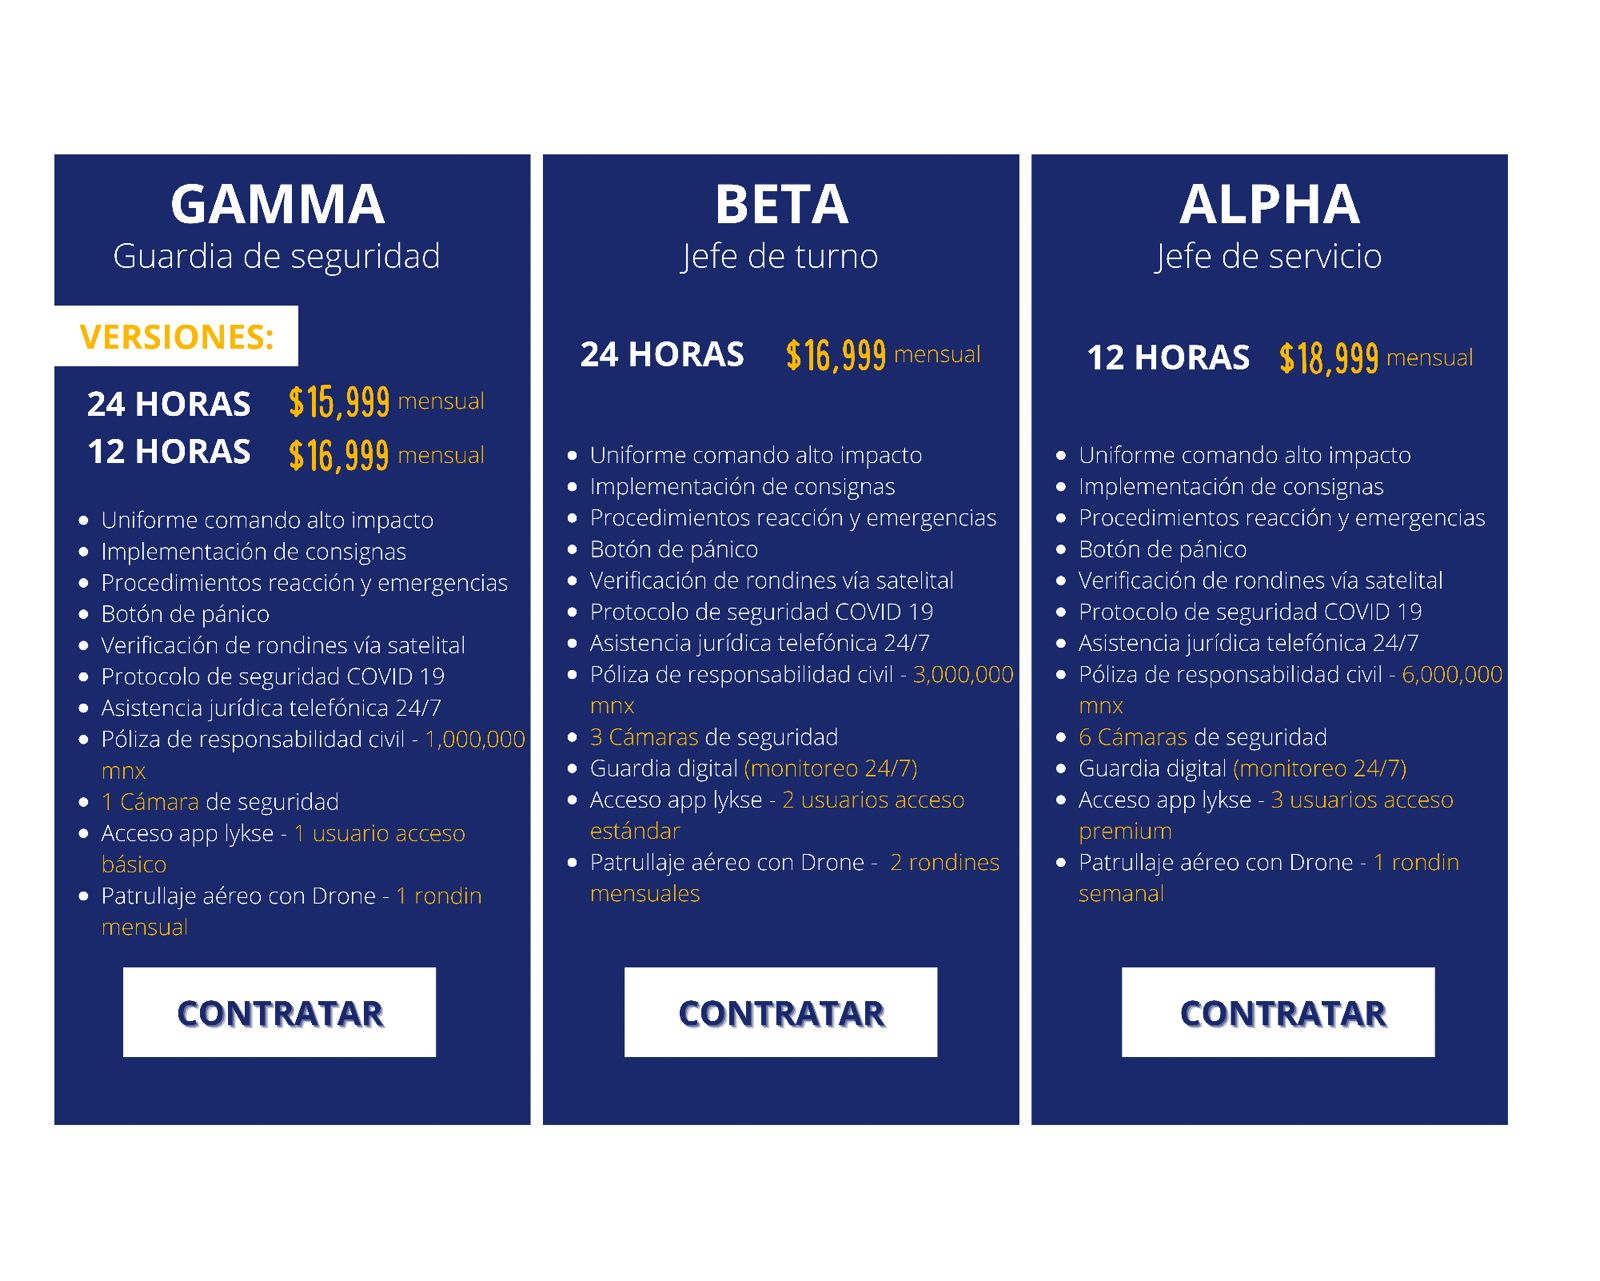 GAMMA
Guardia de seguridad
VERSIONES:
24 HORAS $15,999 mensual
12 HORAS $16,999 mensual
• Uniforme comando alto impacto
• Implementación de consignas
• Procedimientos reacción y emergencias
• Botón de pánico
• Verificación de rondines vía satelital
• Protocolo de seguridad COVID 19
• Asistencia jurídica telefónica 24/7
• Póliza de responsabilidad civil - 1,000,000
mnx
• 1 Cámara de seguridad
• Acceso app lykse - 1 usuario acceso
básico
• Patrullaje aéreo con Drone - 1 rondin
mensual
CONTRATAR
BETA
Jefe de turno
24 HORAS $16,999 mensual
• Uniforme comando alto impacto
• Implementación de consignas
• Procedimientos reacción y emergencias
• Botón de pánico
• Verificación de rondines vía satelital
• Protocolo de seguridad COVID 19
• Asistencia jurídica telefónica 24/7
• Póliza de responsabilidad civil - 3,000,000
mnx
• 3 Cámaras de seguridad
• Guardia digital (monitoreo 24/7)
• Acceso app lykse - 2 usuarios acceso
estándar
• Patrullaje aéreo con Drone - 2 rondines
mensuales
CONTRATAR
ALPHA
Jefe de servicio
12 HORAS $18,999 mensual
• Uniforme comando alto impacto
• Implementación de consignas
• Procedimientos reacción y emergencias
• Botón de pánico
• Verificación de rondines vía satelital
• Protocolo de seguridad COVID 19
• Asistencia jurídica telefónica 24/7
• Póliza de responsabilidad civil - 6,000,000
mnx
• 6 Cámaras de seguridad
• Guardia digital (monitoreo 24/7)
• Acceso app lykse - 3 usuarios acceso
premium
• Patrullaje aéreo con Drone - 1 rondin
semanal
CONTRATAR